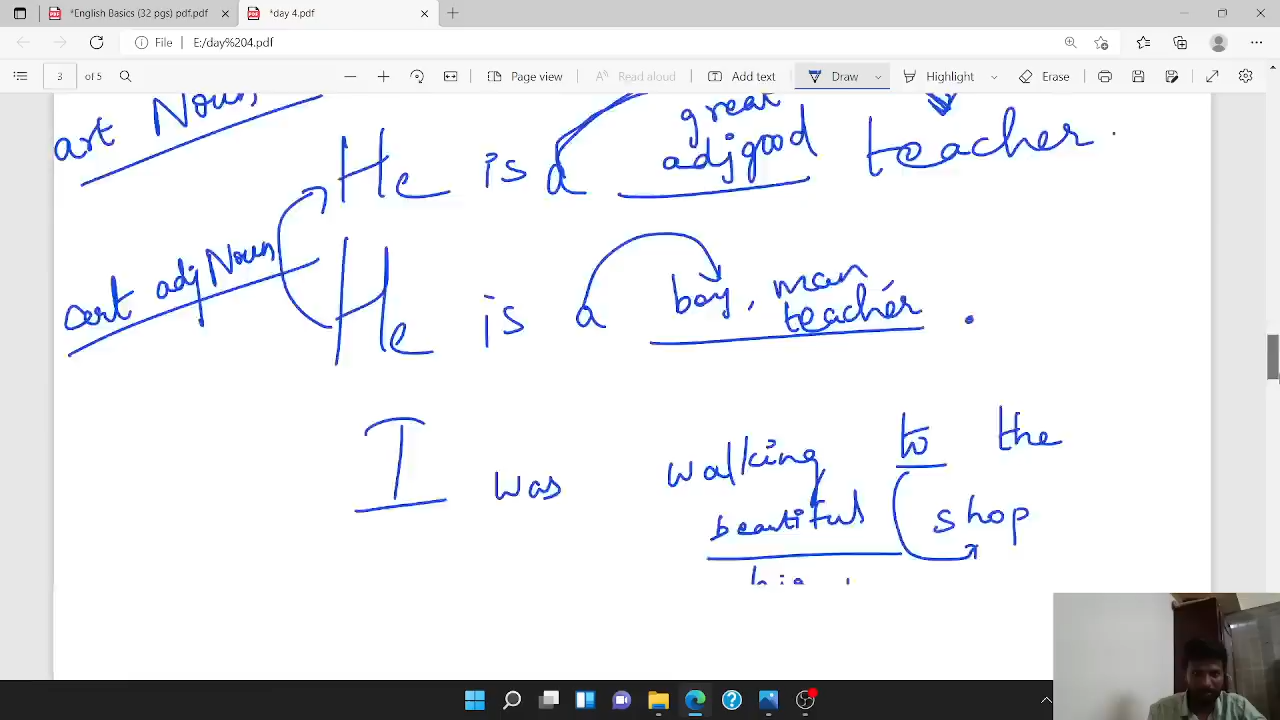 *English Basics (32 pgs) pdf.pdf
*day 4.pdf
File E:/day%204.pdf
3 of 5
Page view
Read aloud
Add text
Draw
Highlight
Erase
art Noun,
great
He is a adj good teacher.
art adj Noun
He is a boy, man, teacher.
I was walking to the
beautiful shop
big